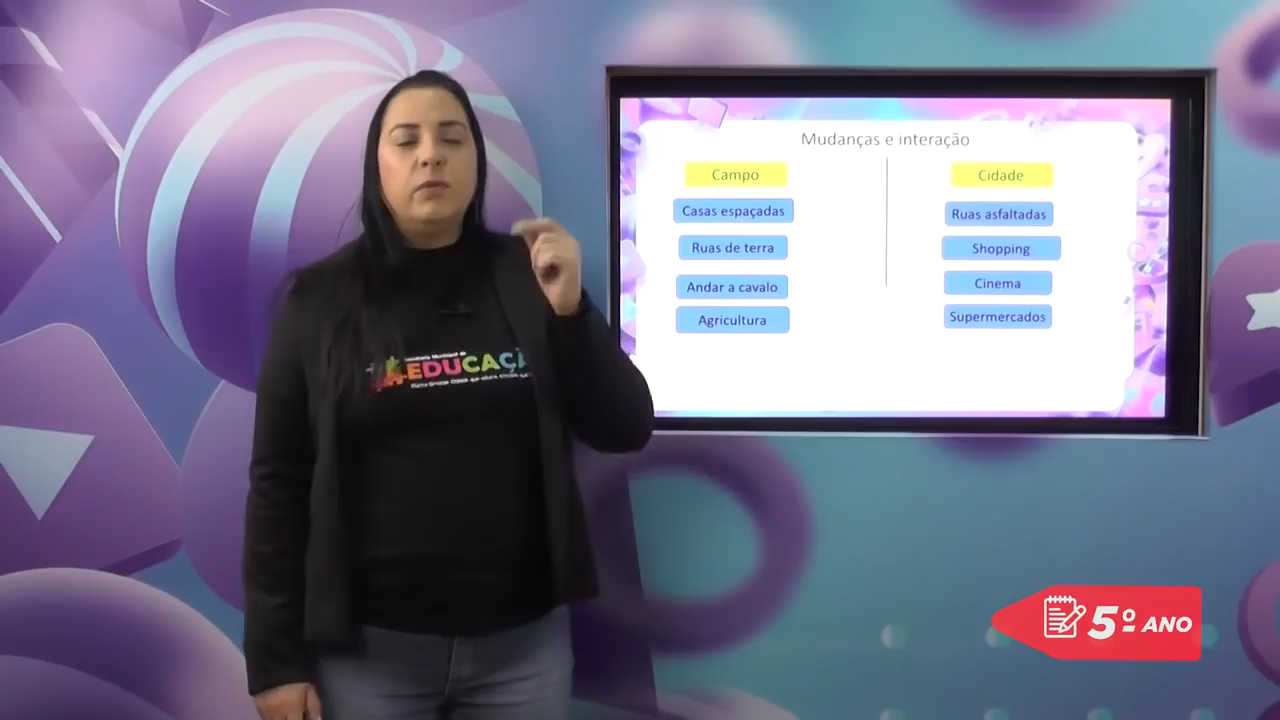 Mudanças e interação
Campo
Casas espaçadas
Ruas de terra
Andar a cavalo
Agricultura
Cidade
Ruas asfaltadas
Shopping
Cinema
Supermercados
EDUCAÇ
5º ANO